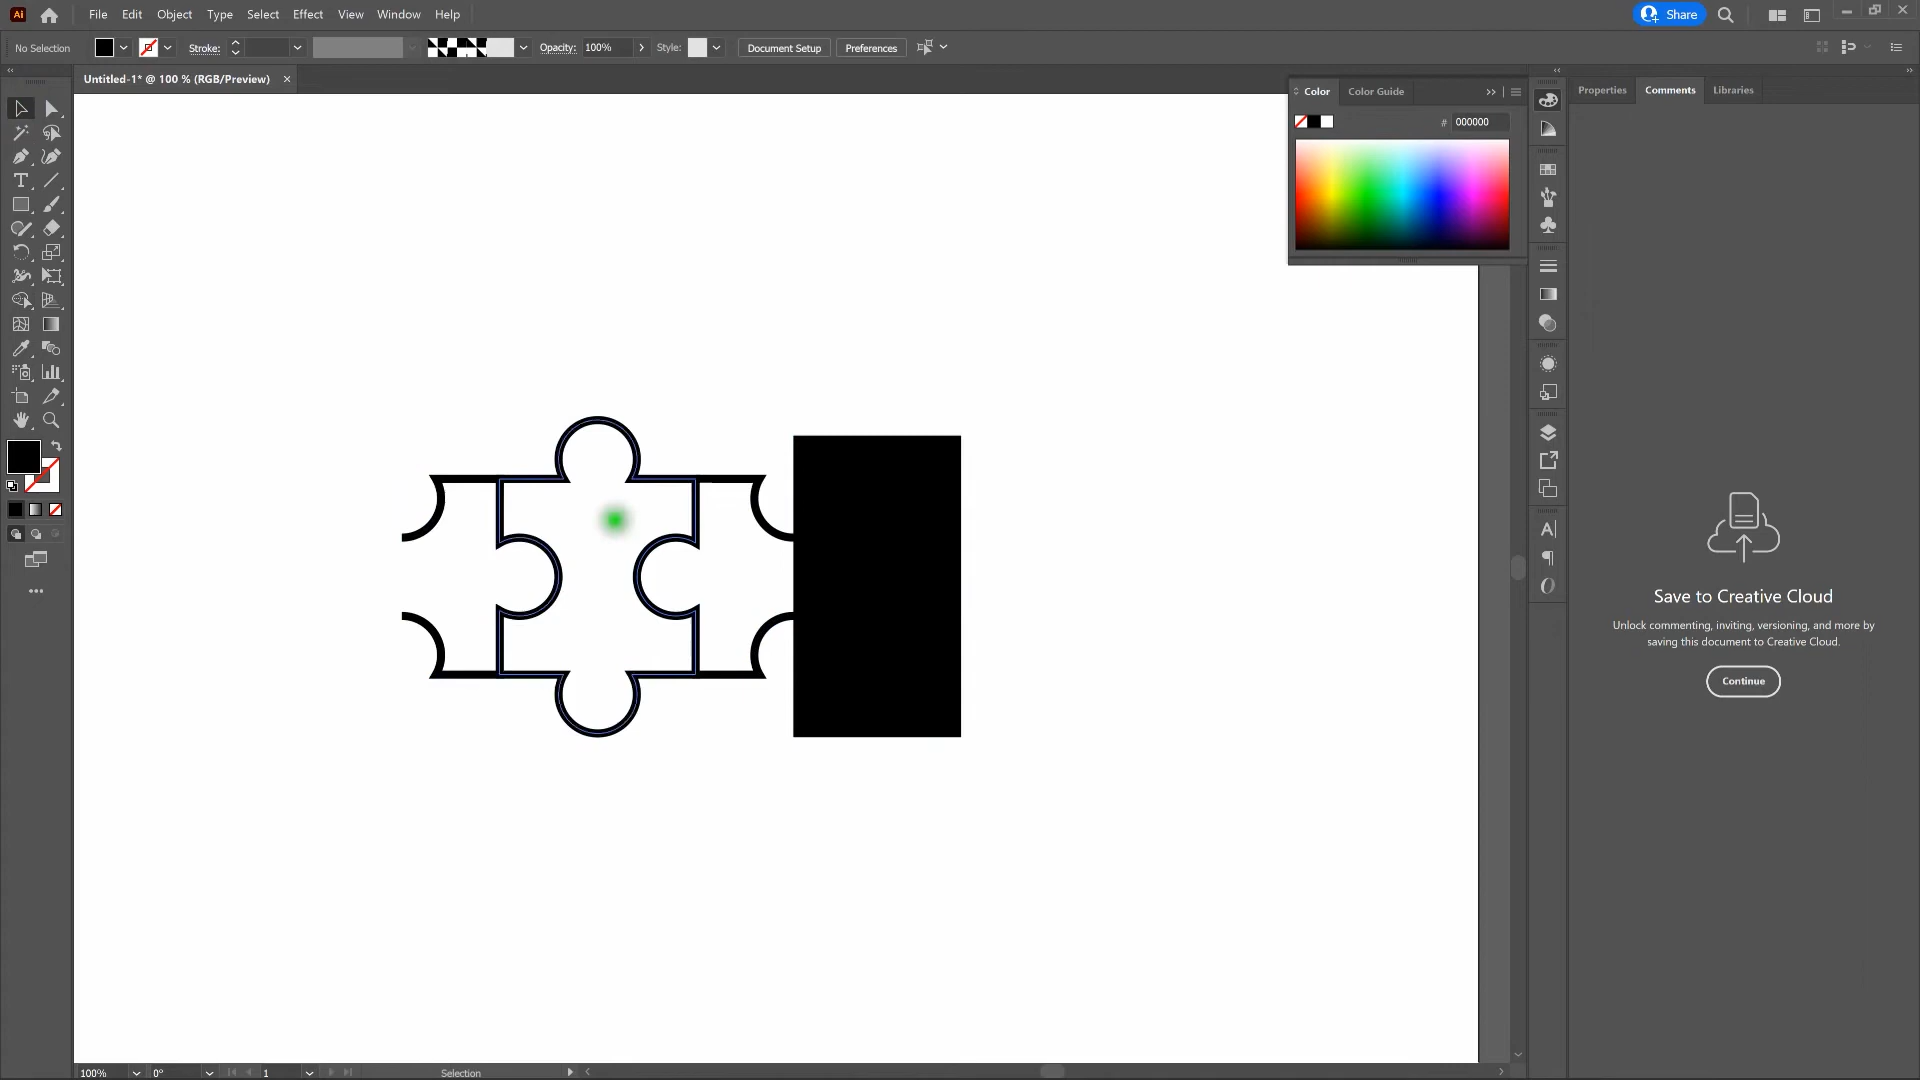 Ai File Edit Object Type Select Effect View Window Help Share
No Selection Stroke: Opacity: 100% Style: Document Setup Preferences
Untitled-1* @ 100 % (RGB/Preview)
Color Color Guide
# 000000
Properties Comments Libraries
Save to Creative Cloud
Unlock commenting, inviting, versioning, and more by
saving this document to Creative Cloud.
Continue
100% 0° 1 Selection